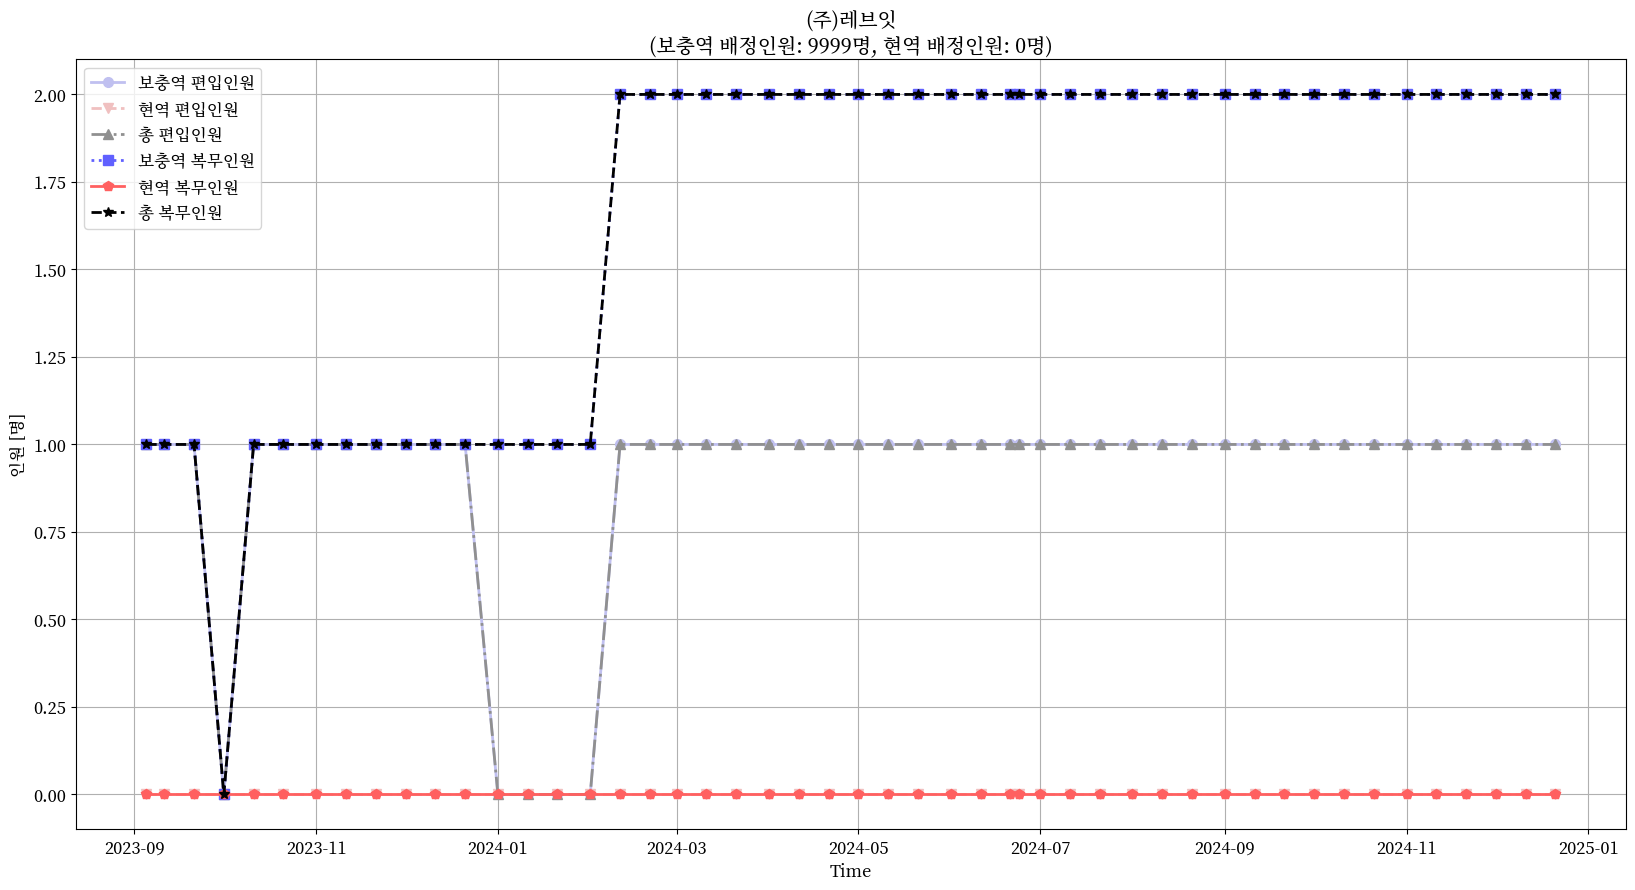 (주)레브잇
(보충역 배정인원: 9999명, 현역 배정인원: 0명)
보충역 편입인원
현역 편입인원
총 편입인원
보충역 복무인원
현역 복무인원
총 복무인원
2.00
1.75
1.50
1.25
1.00
0.75
0.50
0.25
0.00
인원 [명]
2023-09
2023-11
2024-01
2024-03
2024-05
2024-07
2024-09
2024-11
2025-01
Time